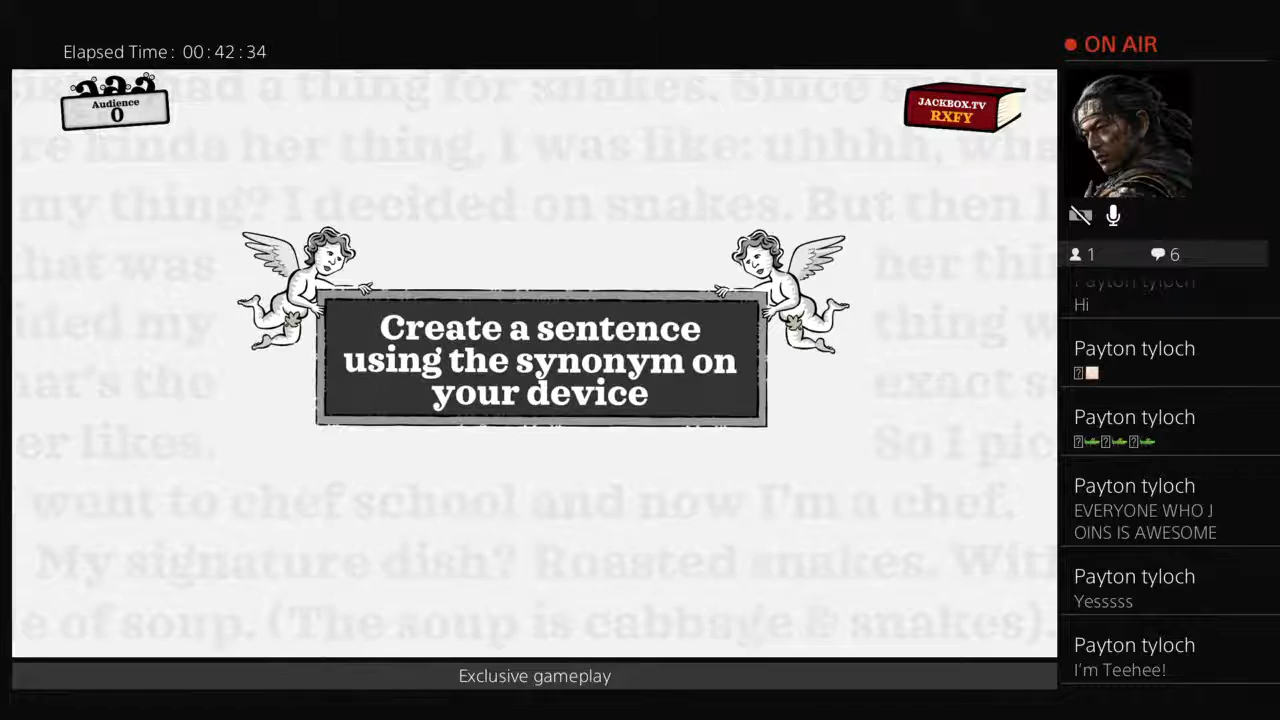 Elapsed Time: 00:42:34
ON AIR
Audience
0
JACKBOX.TV
RXFY
had a thing for snakes. Since
re kinda her thing, I was like: uhhhh,
my thing? I decided on snakes. But then I
that was
her
ided my
thing
hat's the
exact
er likes.
So I pic
went to chef school and now I'm a chef.
My signature dish? Roasted snakes. With
e of soup. (The soup is cabbage & snakes).
Create a sentence
using the synonym on
your device
Exclusive gameplay
1
6
Payton tyloch
Hi
Payton tyloch
Payton tyloch
Payton tyloch
EVERYONE WHO J
OINS IS AWESOME
Payton tyloch
Yesssss
Payton tyloch
I'm Teehee!